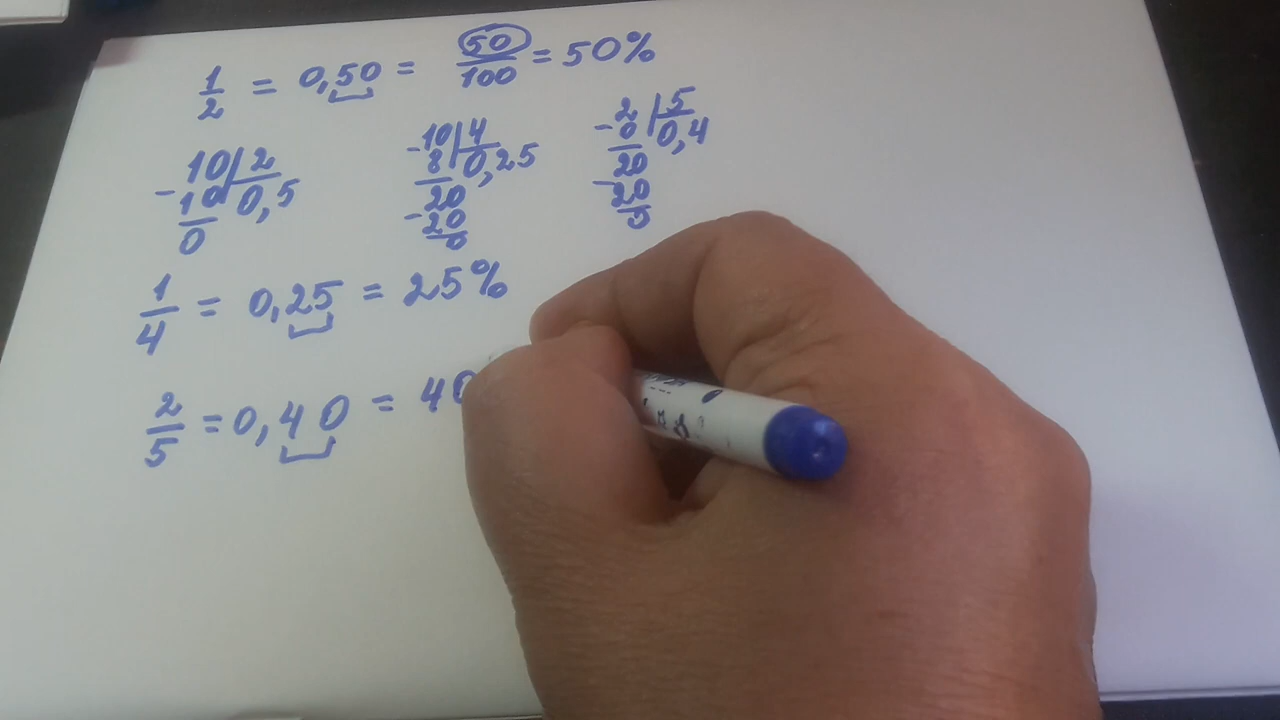 1/2 = 0,50 = 50/100 = 50%
10 | 2 10 | 4 2 | 5
- 10 0,5 - 8 0,25 - 0 0,4
0 20 20
- 20 - 20
0 0
1/4 = 0,25 = 25%
2/5 = 0,40 = 40